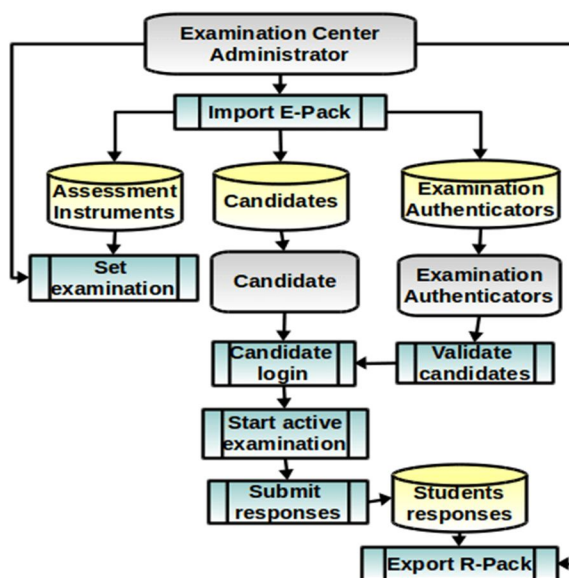 Examination Center
Administrator
Import E-Pack
Assessment
Instruments
Candidates
Examination
Authenticators
Set
examination
Candidate
Examination
Authenticators
Candidate
login
Validate
candidates
Start active
examination
Submit
responses
Students
responses
Export R-Pack